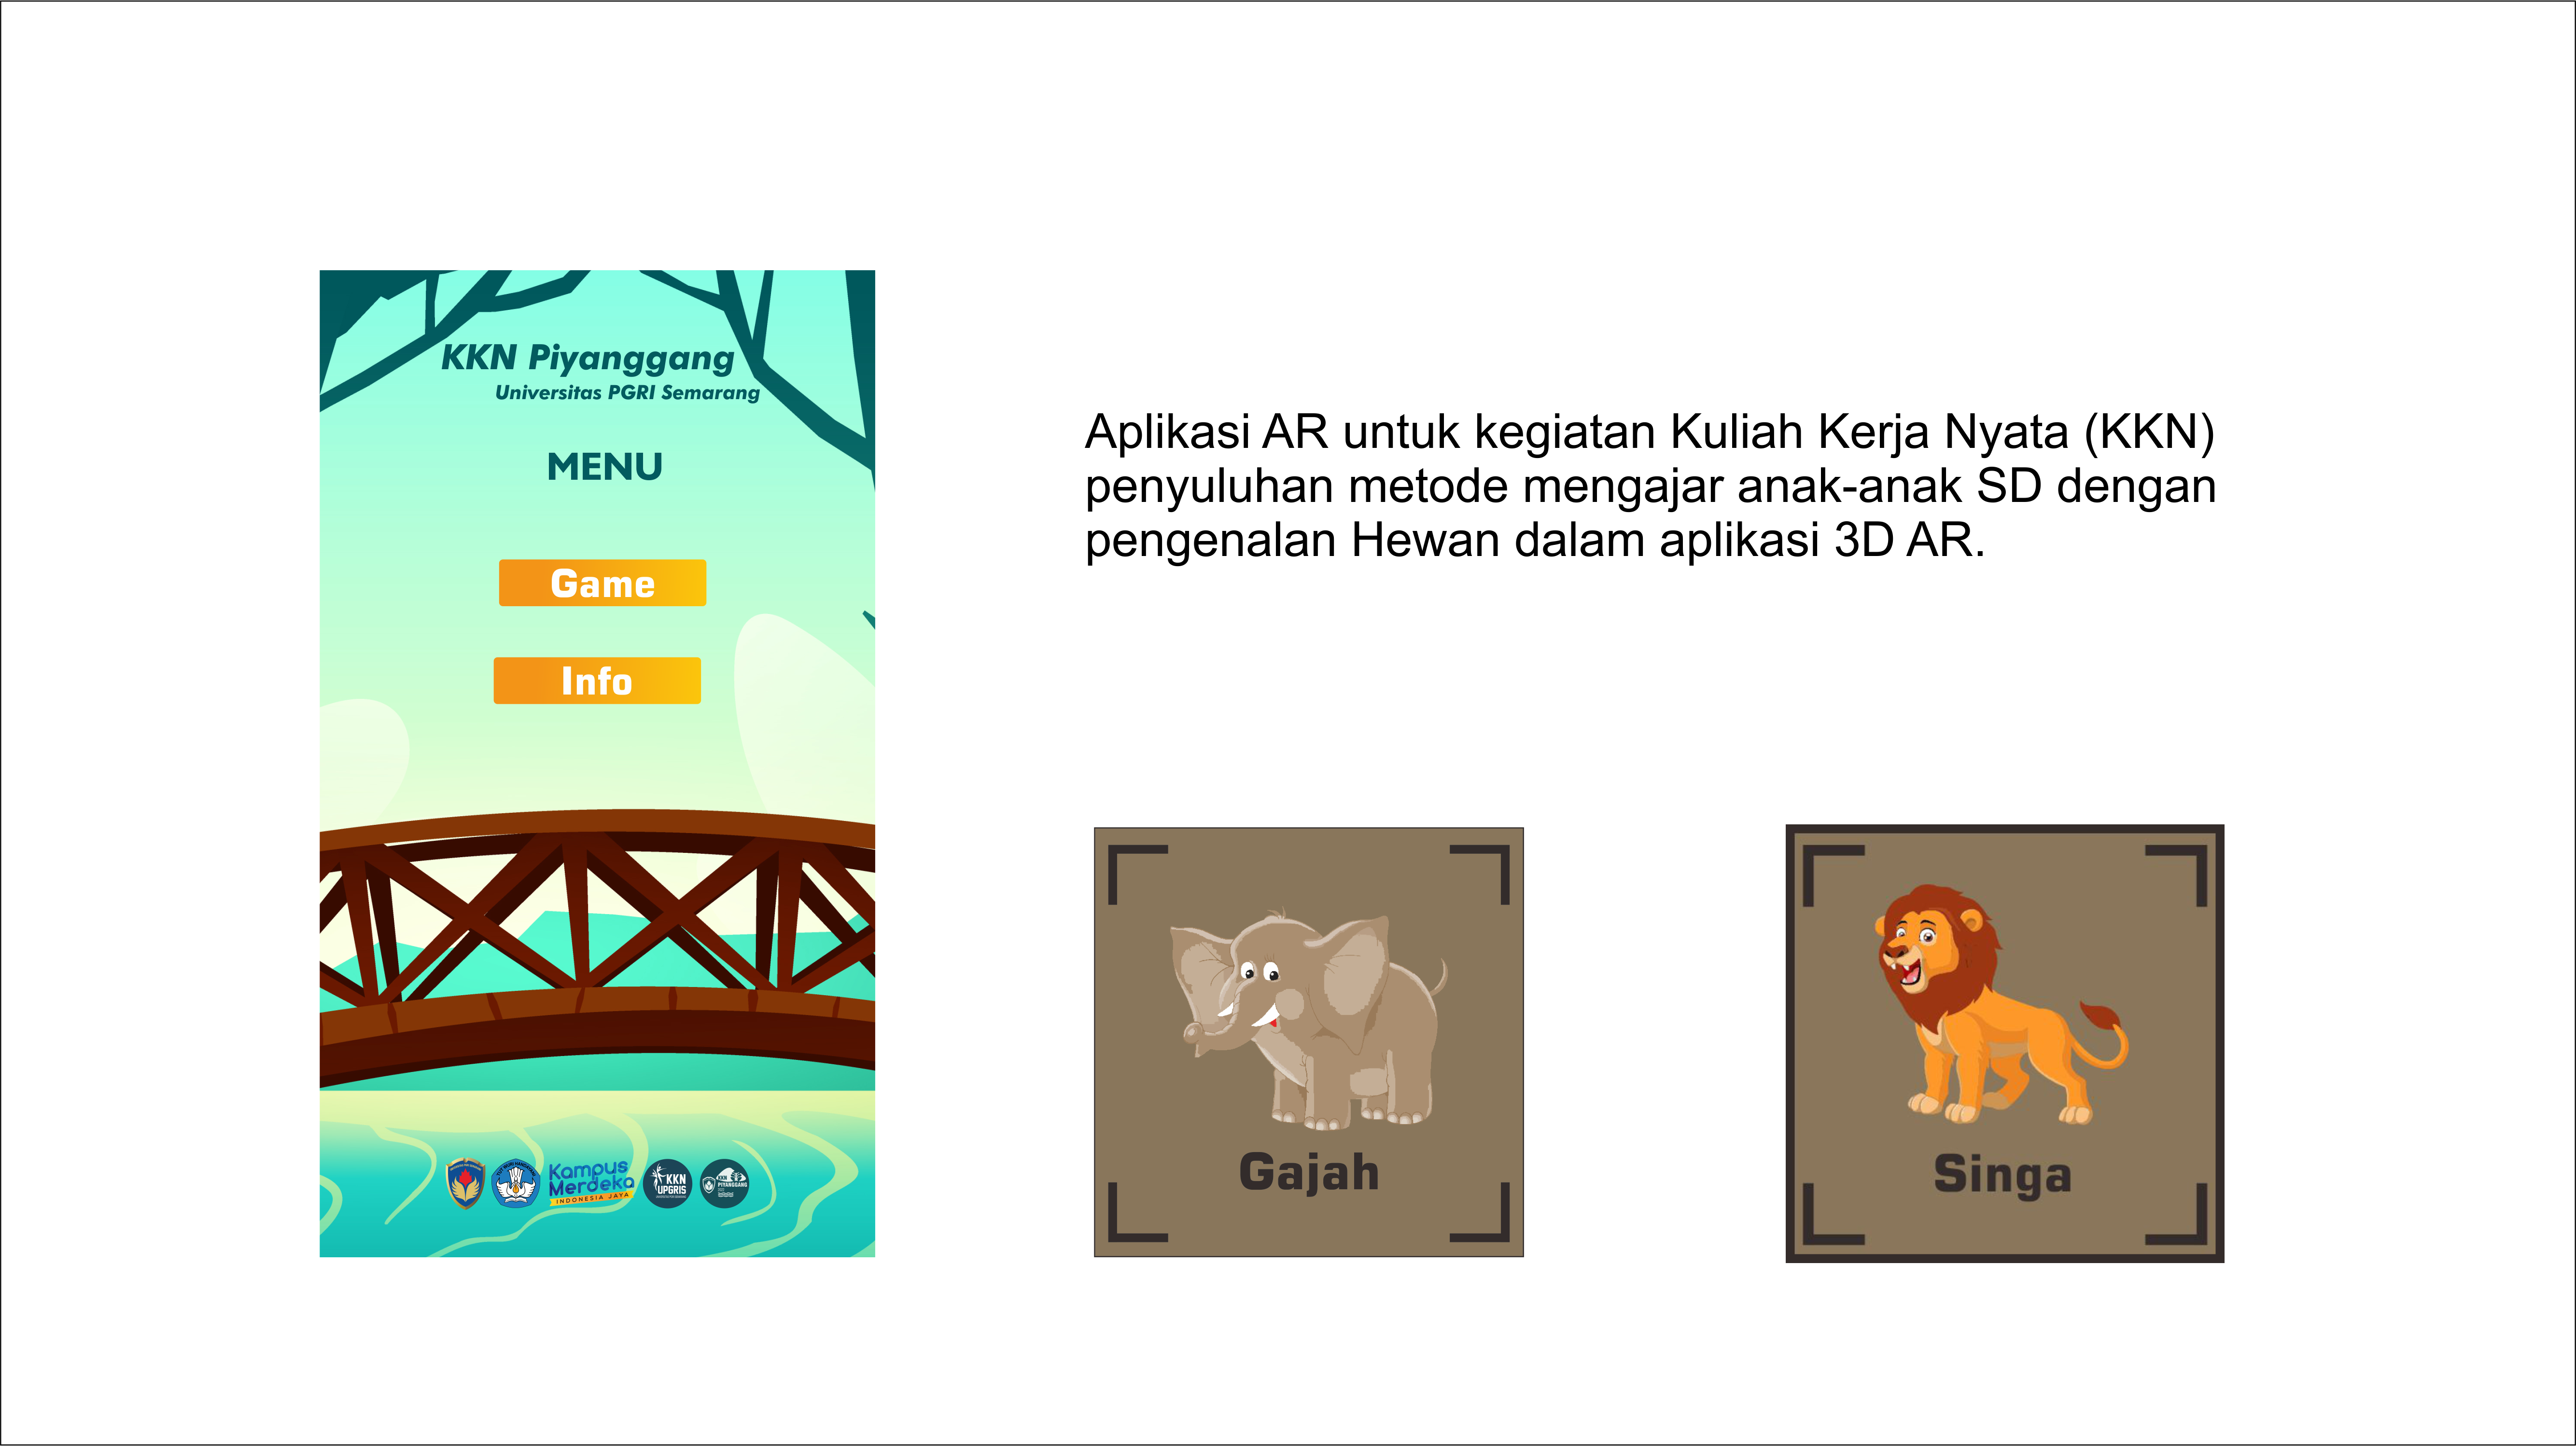 KKN Piyanggang
Universitas PGRI Semarang
MENU
Game
Info
Kampus
Merdeka
INDONESIA JAYA
KKN
UPGRIS
KKN
PIYANGGANG
Aplikasi AR untuk kegiatan Kuliah Kerja Nyata (KKN)
penyuluhan metode mengajar anak-anak SD dengan
pengenalan Hewan dalam aplikasi 3D AR.
Gajah
Singa